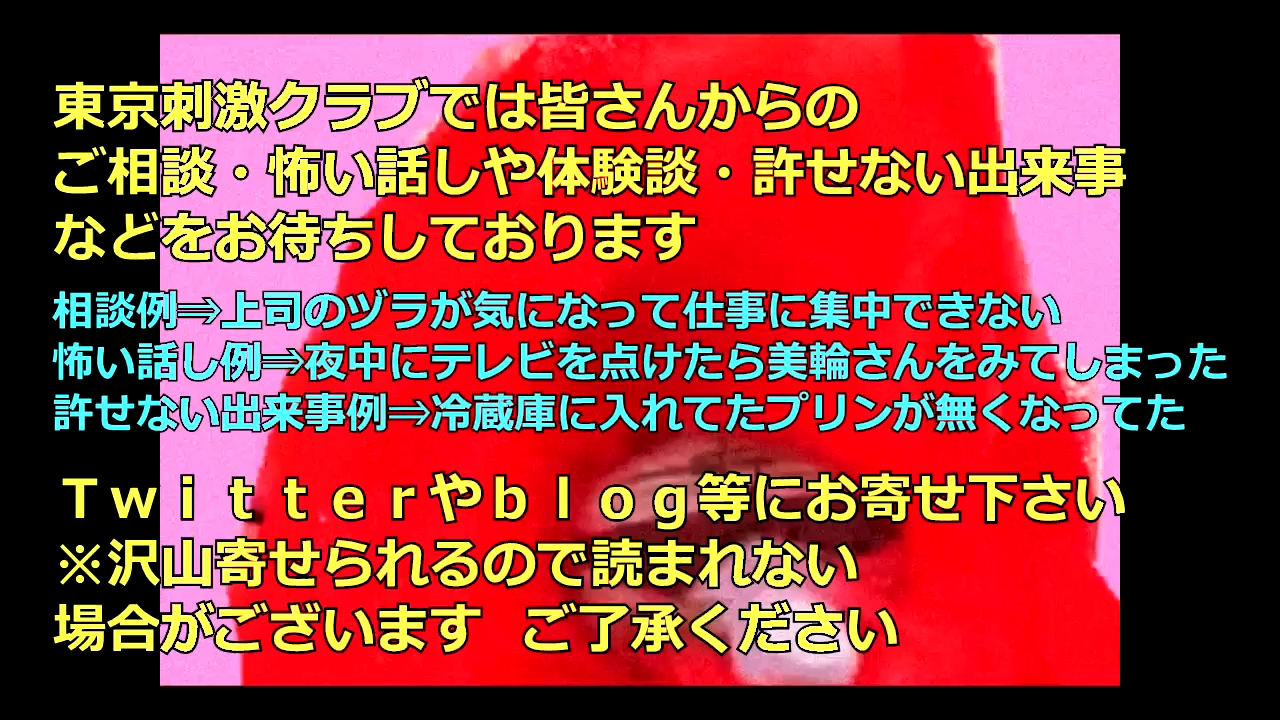 東京刺激クラブでは皆さんからの
ご相談・怖い話しや体験談・許せない出来事
などをお待ちしております
相談例⇒上司のヅラが気になって仕事に集中できない
怖い話し例⇒夜中にテレビを点けたら美輪さんをみてしまった
許せない出来事例⇒冷蔵庫に入れてたプリンが無くなってた
Ｔｗｉｔｔｅｒやｂｌｏｇ等にお寄せ下さい
※沢山寄せられるので読まれない
場合がございます　ご了承ください